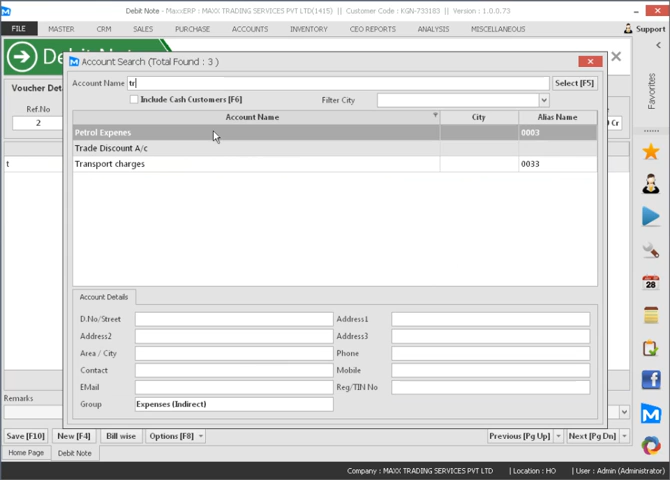 Debit Note - MaxxERP : MAXX TRADING SERVICES PVT LTD(1415) || Customer Code : KGN-733183 || Version : 1.0.0.73
FILE MASTER CRM SALES PURCHASE ACCOUNTS INVENTORY CEO REPORTS ANALYSIS MISCELLANEOUS Support
Account Search (Total Found : 3 )
Voucher Det
Ref.No
2
Cr
t
Account Name tr Select [F5]
Include Cash Customers [F6] Filter City
Account Name City Alias Name
Petrol Expenes 0003
Trade Discount A/c
Transport charges 0033
Favorites
28
Account Details
D.No/Street Address1
Address2 Address3
Area / City Phone
Contact Mobile
EMail Reg/TIN No
Group Expenses (Indirect)
Remarks
Save [F10] New [F4] Bill wise Options [F8] Previous [Pg Up] Next [Pg Dn]
Home Page Debit Note
Company : MAXX TRADING SERVICES PVT LTD | Location : HO | User : Admin (Administrator)